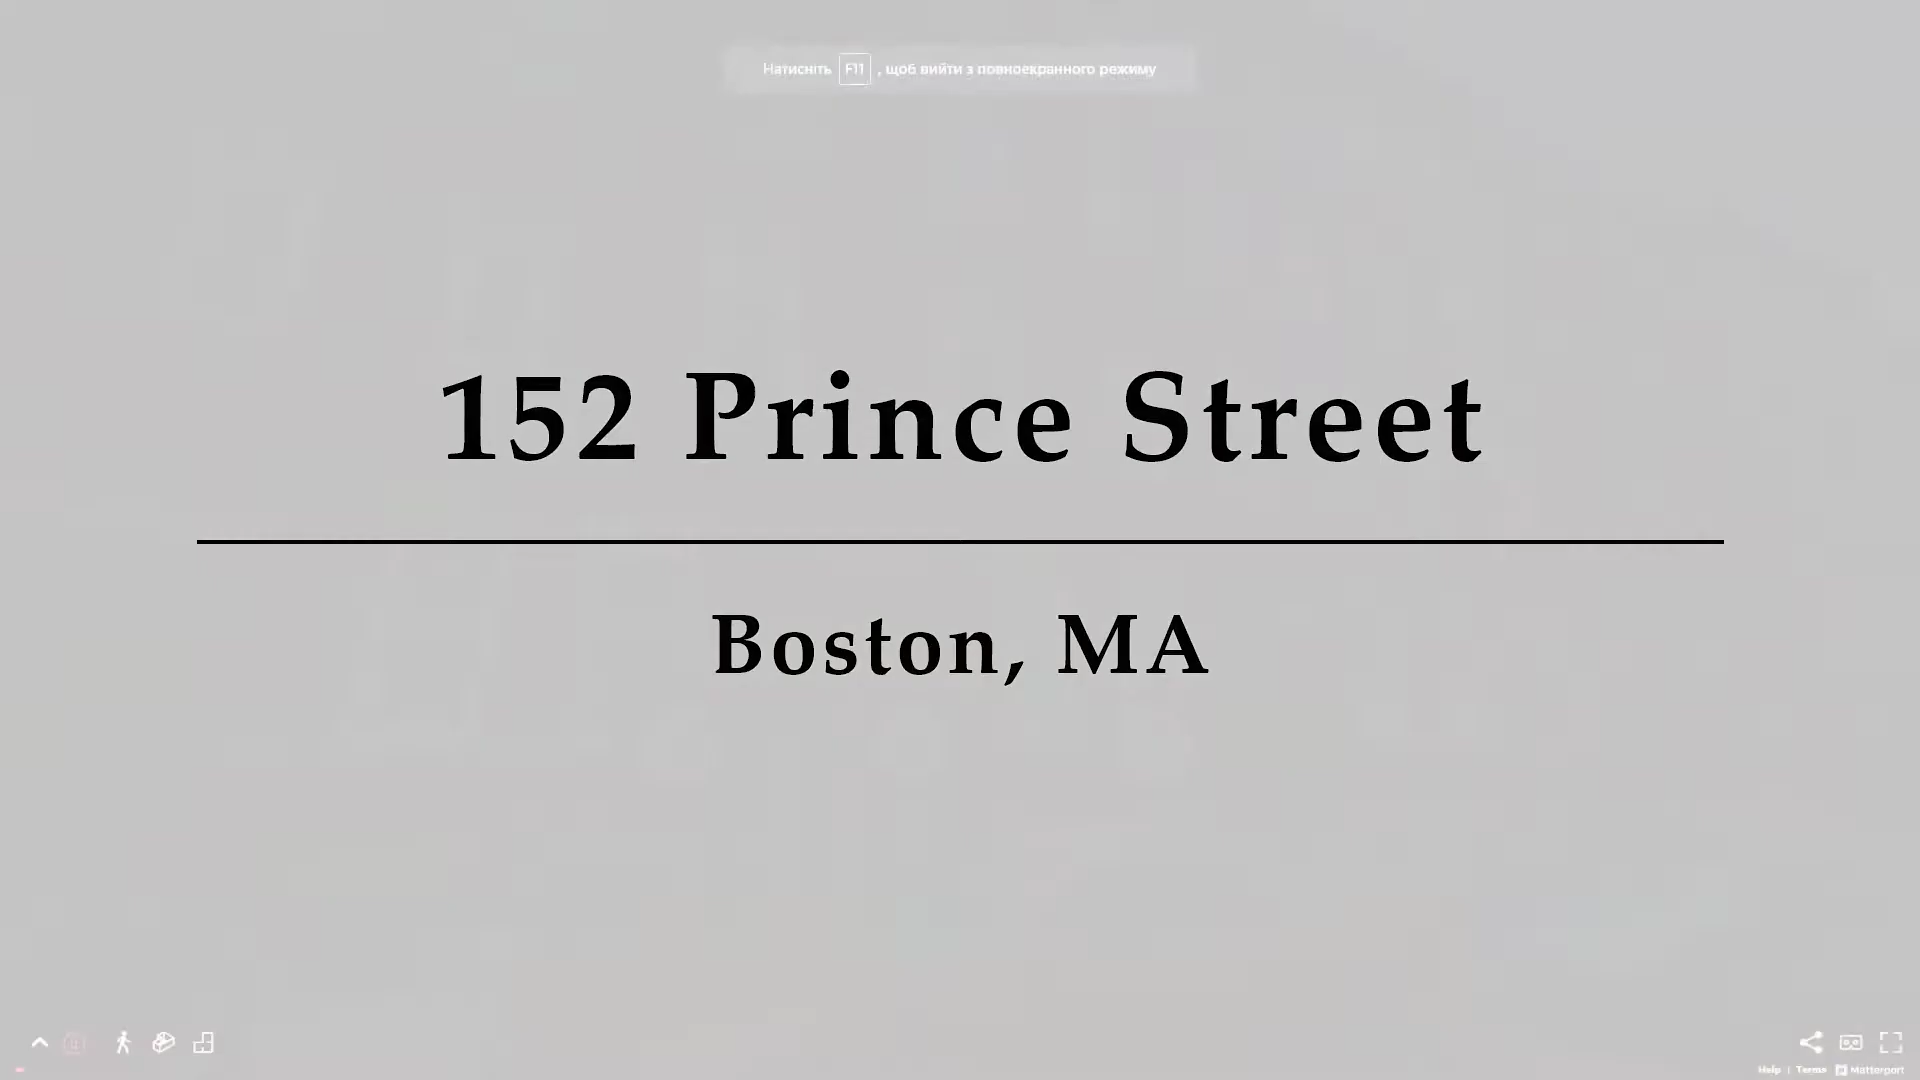 Натисніть F11 , щоб вийти з повноекранного режиму
152 Prince Street
Boston, MA
Help | Terms Matterport